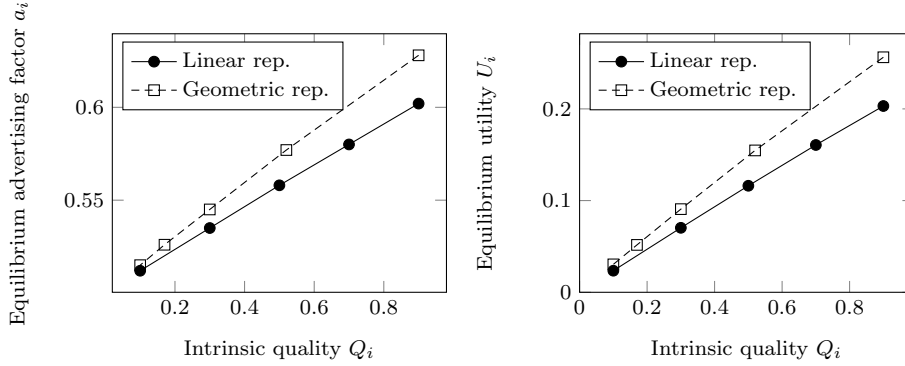 Equilibrium advertising factor a_i
Linear rep.
Geometric rep.
0.6
0.55
0.2 0.4 0.6 0.8
Intrinsic quality Q_i
Equilibrium utility U_i
Linear rep.
Geometric rep.
0.2
0.1
0
0 0.2 0.4 0.6 0.8
Intrinsic quality Q_i